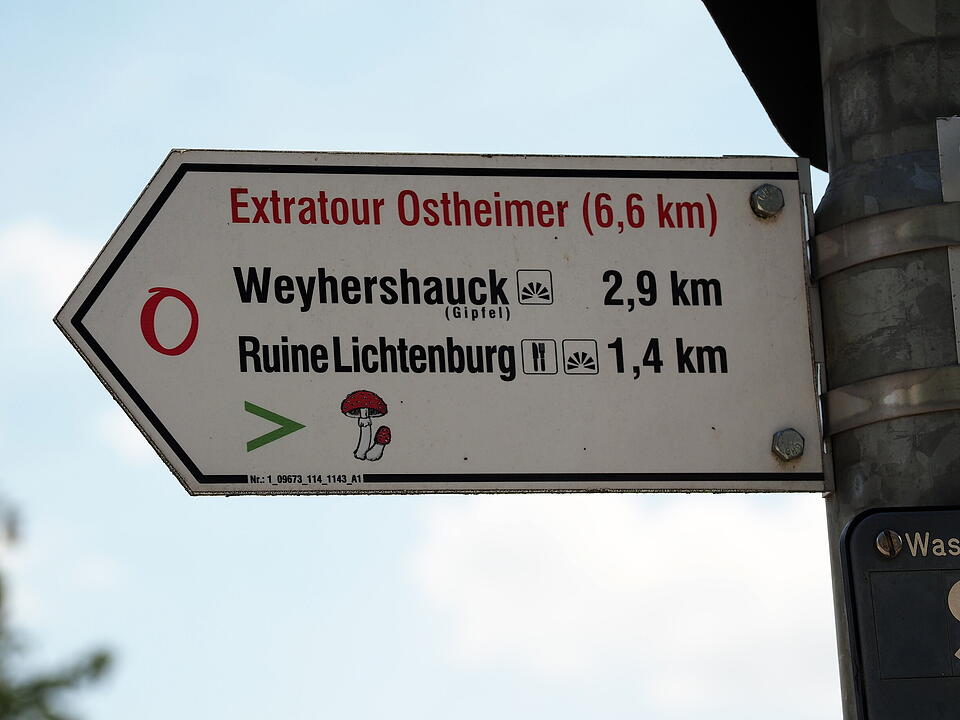 Extratour Ostheimer (6,6 km)
O
Weyhershauck 2,9 km
(Gipfel)
Ruine Lichtenburg 1,4 km
Nr.: 1_09673_114_1143_A1
Was